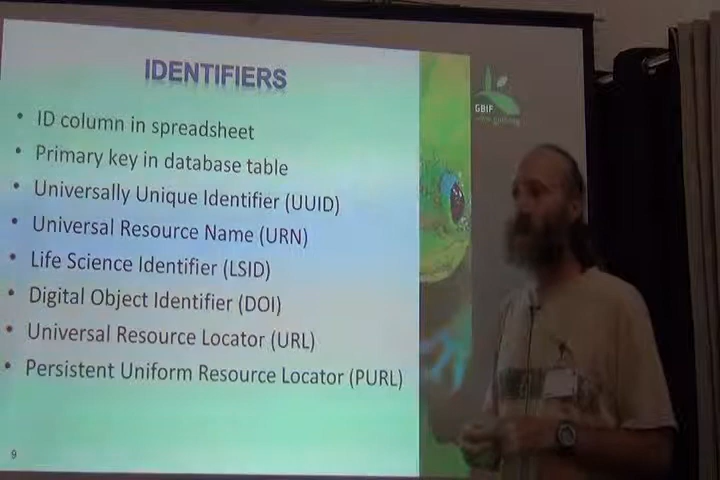 IDENTIFIERS
• ID column in spreadsheet
• Primary key in database table
• Universally Unique Identifier (UUID)
• Universal Resource Name (URN)
• Life Science Identifier (LSID)
• Digital Object Identifier (DOI)
• Universal Resource Locator (URL)
• Persistent Uniform Resource Locator (PURL)
9
GBIF